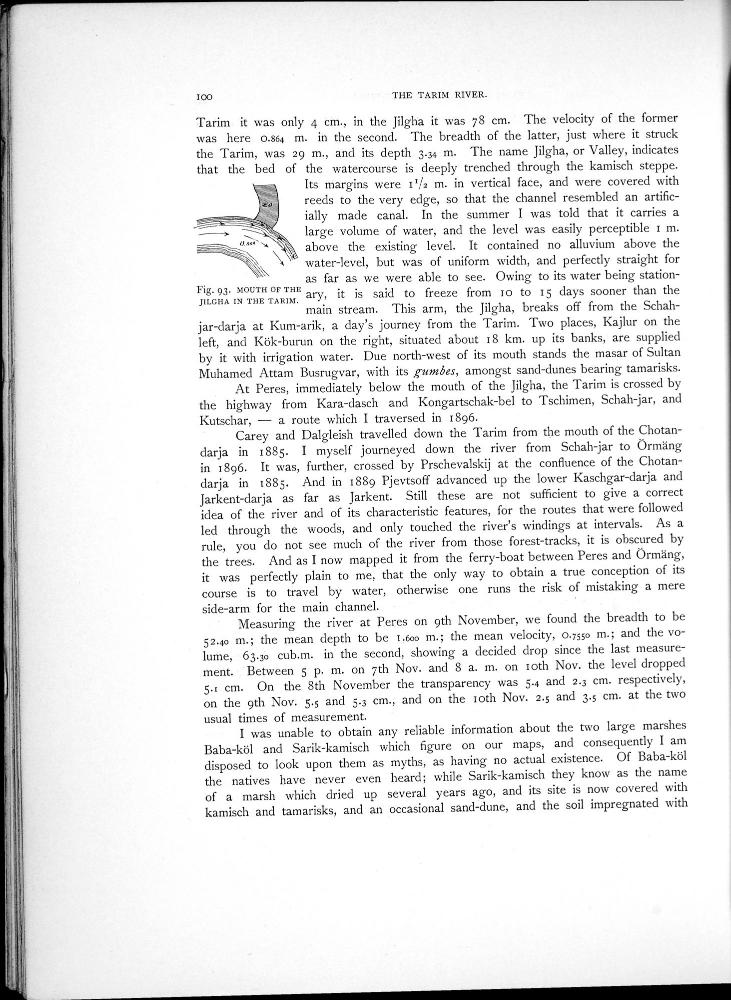 100
THE TARIM RIVER.
Tarim it was only 4 cm., in the Jilgha it was 78 cm. The velocity of the former
was here 0.864 m. in the second. The breadth of the latter, just where it struck
the Tarim, was 29 m., and its depth 3.34 m. The name Jilgha, or Valley, indicates
that the bed of the watercourse is deeply trenched through the kamisch steppe.
Its margins were 1 1/2 m. in vertical face, and were covered with
reeds to the very edge, so that the channel resembled an artific-
ially made canal. In the summer I was told that it carries a
large volume of water, and the level was easily perceptible 1 m.
above the existing level. It contained no alluvium above the
water-level, but was of uniform width, and perfectly straight for
as far as we were able to see. Owing to its water being station-
ary, it is said to freeze from 10 to 15 days sooner than the
main stream. This arm, the Jilgha, breaks off from the Schah-
Fig. 93. MOUTH OF THE
JILGHA IN THE TARIM.
jar-darja at Kum-arik, a day's journey from the Tarim. Two places, Kajlur on the
left, and Kök-burun on the right, situated about 18 km. up its banks, are supplied
by it with irrigation water. Due north-west of its mouth stands the masar of Sultan
Muhamed Attam Busrugvar, with its gumbes, amongst sand-dunes bearing tamarisks.
At Peres, immediately below the mouth of the Jilgha, the Tarim is crossed by
the highway from Kara-dasch and Kongartschak-bel to Tschimen, Schah-jar, and
Kutschar, — a route which I traversed in 1896.
Carey and Dalgleish travelled down the Tarim from the mouth of the Chotan-
darja in 1885. I myself journeyed down the river from Schah-jar to Örmäng
in 1896. It was, further, crossed by Prschevalskij at the confluence of the Chotan-
darja in 1885. And in 1889 Pjevtsoff advanced up the lower Kaschgar-darja and
Jarkent-darja as far as Jarkent. Still these are not sufficient to give a correct
idea of the river and of its characteristic features, for the routes that were followed
led through the woods, and only touched the river's windings at intervals. As a
rule, you do not see much of the river from those forest-tracks, it is obscured by
the trees. And as I now mapped it from the ferry-boat between Peres and Örmäng,
it was perfectly plain to me, that the only way to obtain a true conception of its
course is to travel by water, otherwise one runs the risk of mistaking a mere
side-arm for the main channel.
Measuring the river at Peres on 9th November, we found the breadth to be
52.40 m.; the mean depth to be 1.600 m.; the mean velocity, 0.7550 m.; and the vo-
lume, 63.30 cub.m. in the second, showing a decided drop since the last measure-
ment. Between 5 p. m. on 7th Nov. and 8 a. m. on 10th Nov. the level dropped
5.1 cm. On the 8th November the transparency was 5.4 and 2.3 cm. respectively,
on the 9th Nov. 5.5 and 5.3 cm., and on the 10th Nov. 2.5 and 3.5 cm. at the two
usual times of measurement.
I was unable to obtain any reliable information about the two large marshes
Baba-köl and Sarik-kamisch which figure on our maps, and consequently I am
disposed to look upon them as myths, as having no actual existence. Of Baba-köl
the natives have never even heard; while Sarik-kamisch they know as the name
of a marsh which dried up several years ago, and its site is now covered with
kamisch and tamarisks, and an occasional sand-dune, and the soil impregnated with